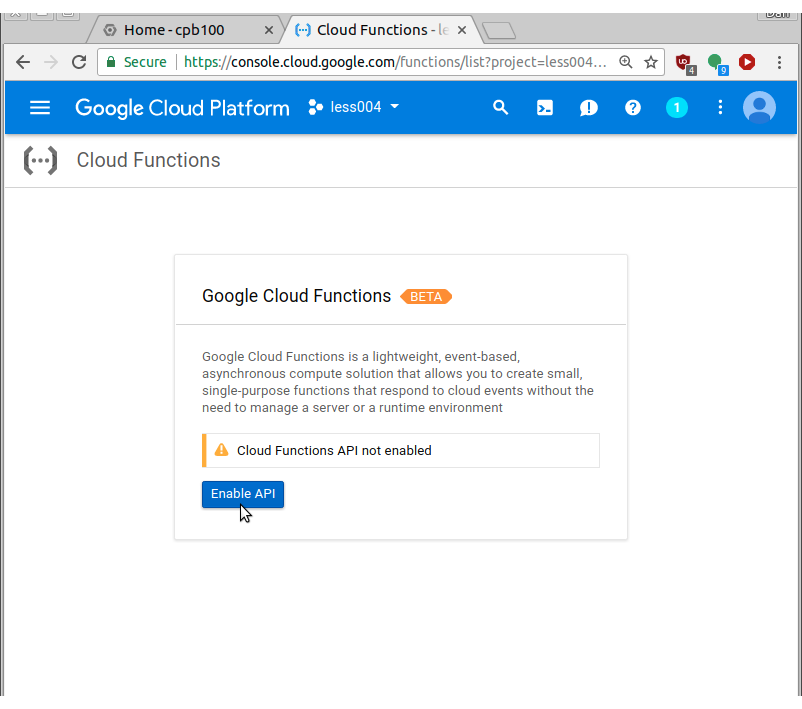 Dan
Home - cpb100
Cloud Functions - le
Secure
https://console.cloud.google.com/functions/list?project=less004...
4
9
Google Cloud Platform
less004
1
Cloud Functions
Google Cloud Functions
BETA
Google Cloud Functions is a lightweight, event-based,
asynchronous compute solution that allows you to create small,
single-purpose functions that respond to cloud events without the
need to manage a server or a runtime environment
Cloud Functions API not enabled
Enable API